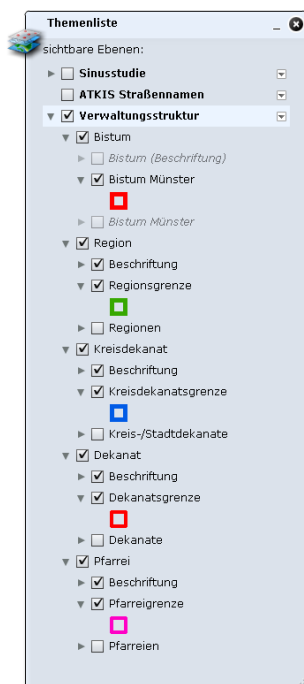 Themenliste
sichtbare Ebenen:
Sinusstudie
ATKIS Straßennamen
Verwaltungsstruktur
Bistum
Bistum (Beschriftung)
Bistum Münster
Bistum Münster
Region
Beschriftung
Regionsgrenze
Regionen
Kreisdekanat
Beschriftung
Kreisdekanatsgrenze
Kreis-/Stadtdekanate
Dekanat
Beschriftung
Dekanatsgrenze
Dekanate
Pfarrei
Beschriftung
Pfarreigrenze
Pfarreien